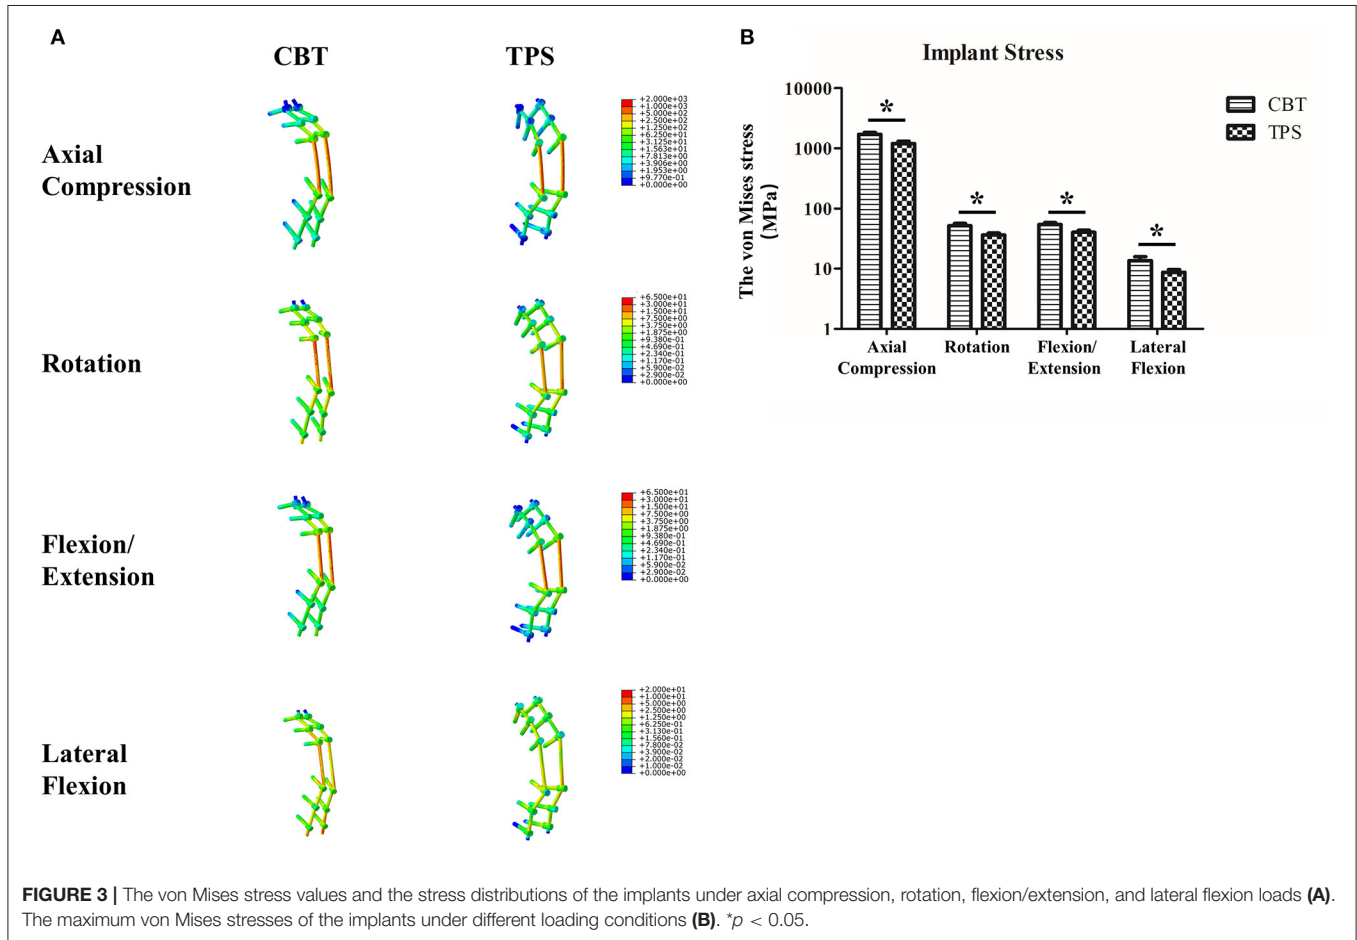 A
CBT
TPS
Axial
Compression
+2.000e+03
+1.000e+03
+5.000e+02
+2.500e+02
+1.250e+02
+6.250e+01
+3.125e+01
+1.563e+01
+7.813e+00
+3.906e+00
+1.953e+00
+9.770e-01
+0.000e+00
Rotation
+6.500e+01
+3.000e+01
+1.500e+01
+7.500e+00
+3.750e+00
+1.875e+00
+9.380e-01
+4.690e-01
+2.340e-01
+1.170e-01
+5.900e-02
+2.900e-02
+0.000e+00
Flexion/
Extension
+6.500e+01
+3.000e+01
+1.500e+01
+7.500e+00
+3.750e+00
+1.875e+00
+9.380e-01
+4.690e-01
+2.340e-01
+1.170e-01
+5.900e-02
+2.900e-02
+0.000e+00
Lateral
Flexion
+2.000e+01
+1.000e+01
+5.000e+00
+2.500e+00
+1.250e+00
+6.250e-01
+3.130e-01
+1.560e-01
+7.800e-02
+3.900e-02
+2.000e-02
+1.000e-02
+0.000e+00
B
Implant Stress
The von Mises stress
(MPa)
10000
1000
100
10
1
*
*
*
*
CBT
TPS
Axial
Compression
Rotation
Flexion/
Extension
Lateral
Flexion
FIGURE 3 | The von Mises stress values and the stress distributions of the implants under axial compression, rotation, flexion/extension, and lateral flexion loads (A).
The maximum von Mises stresses of the implants under different loading conditions (B). *p < 0.05.